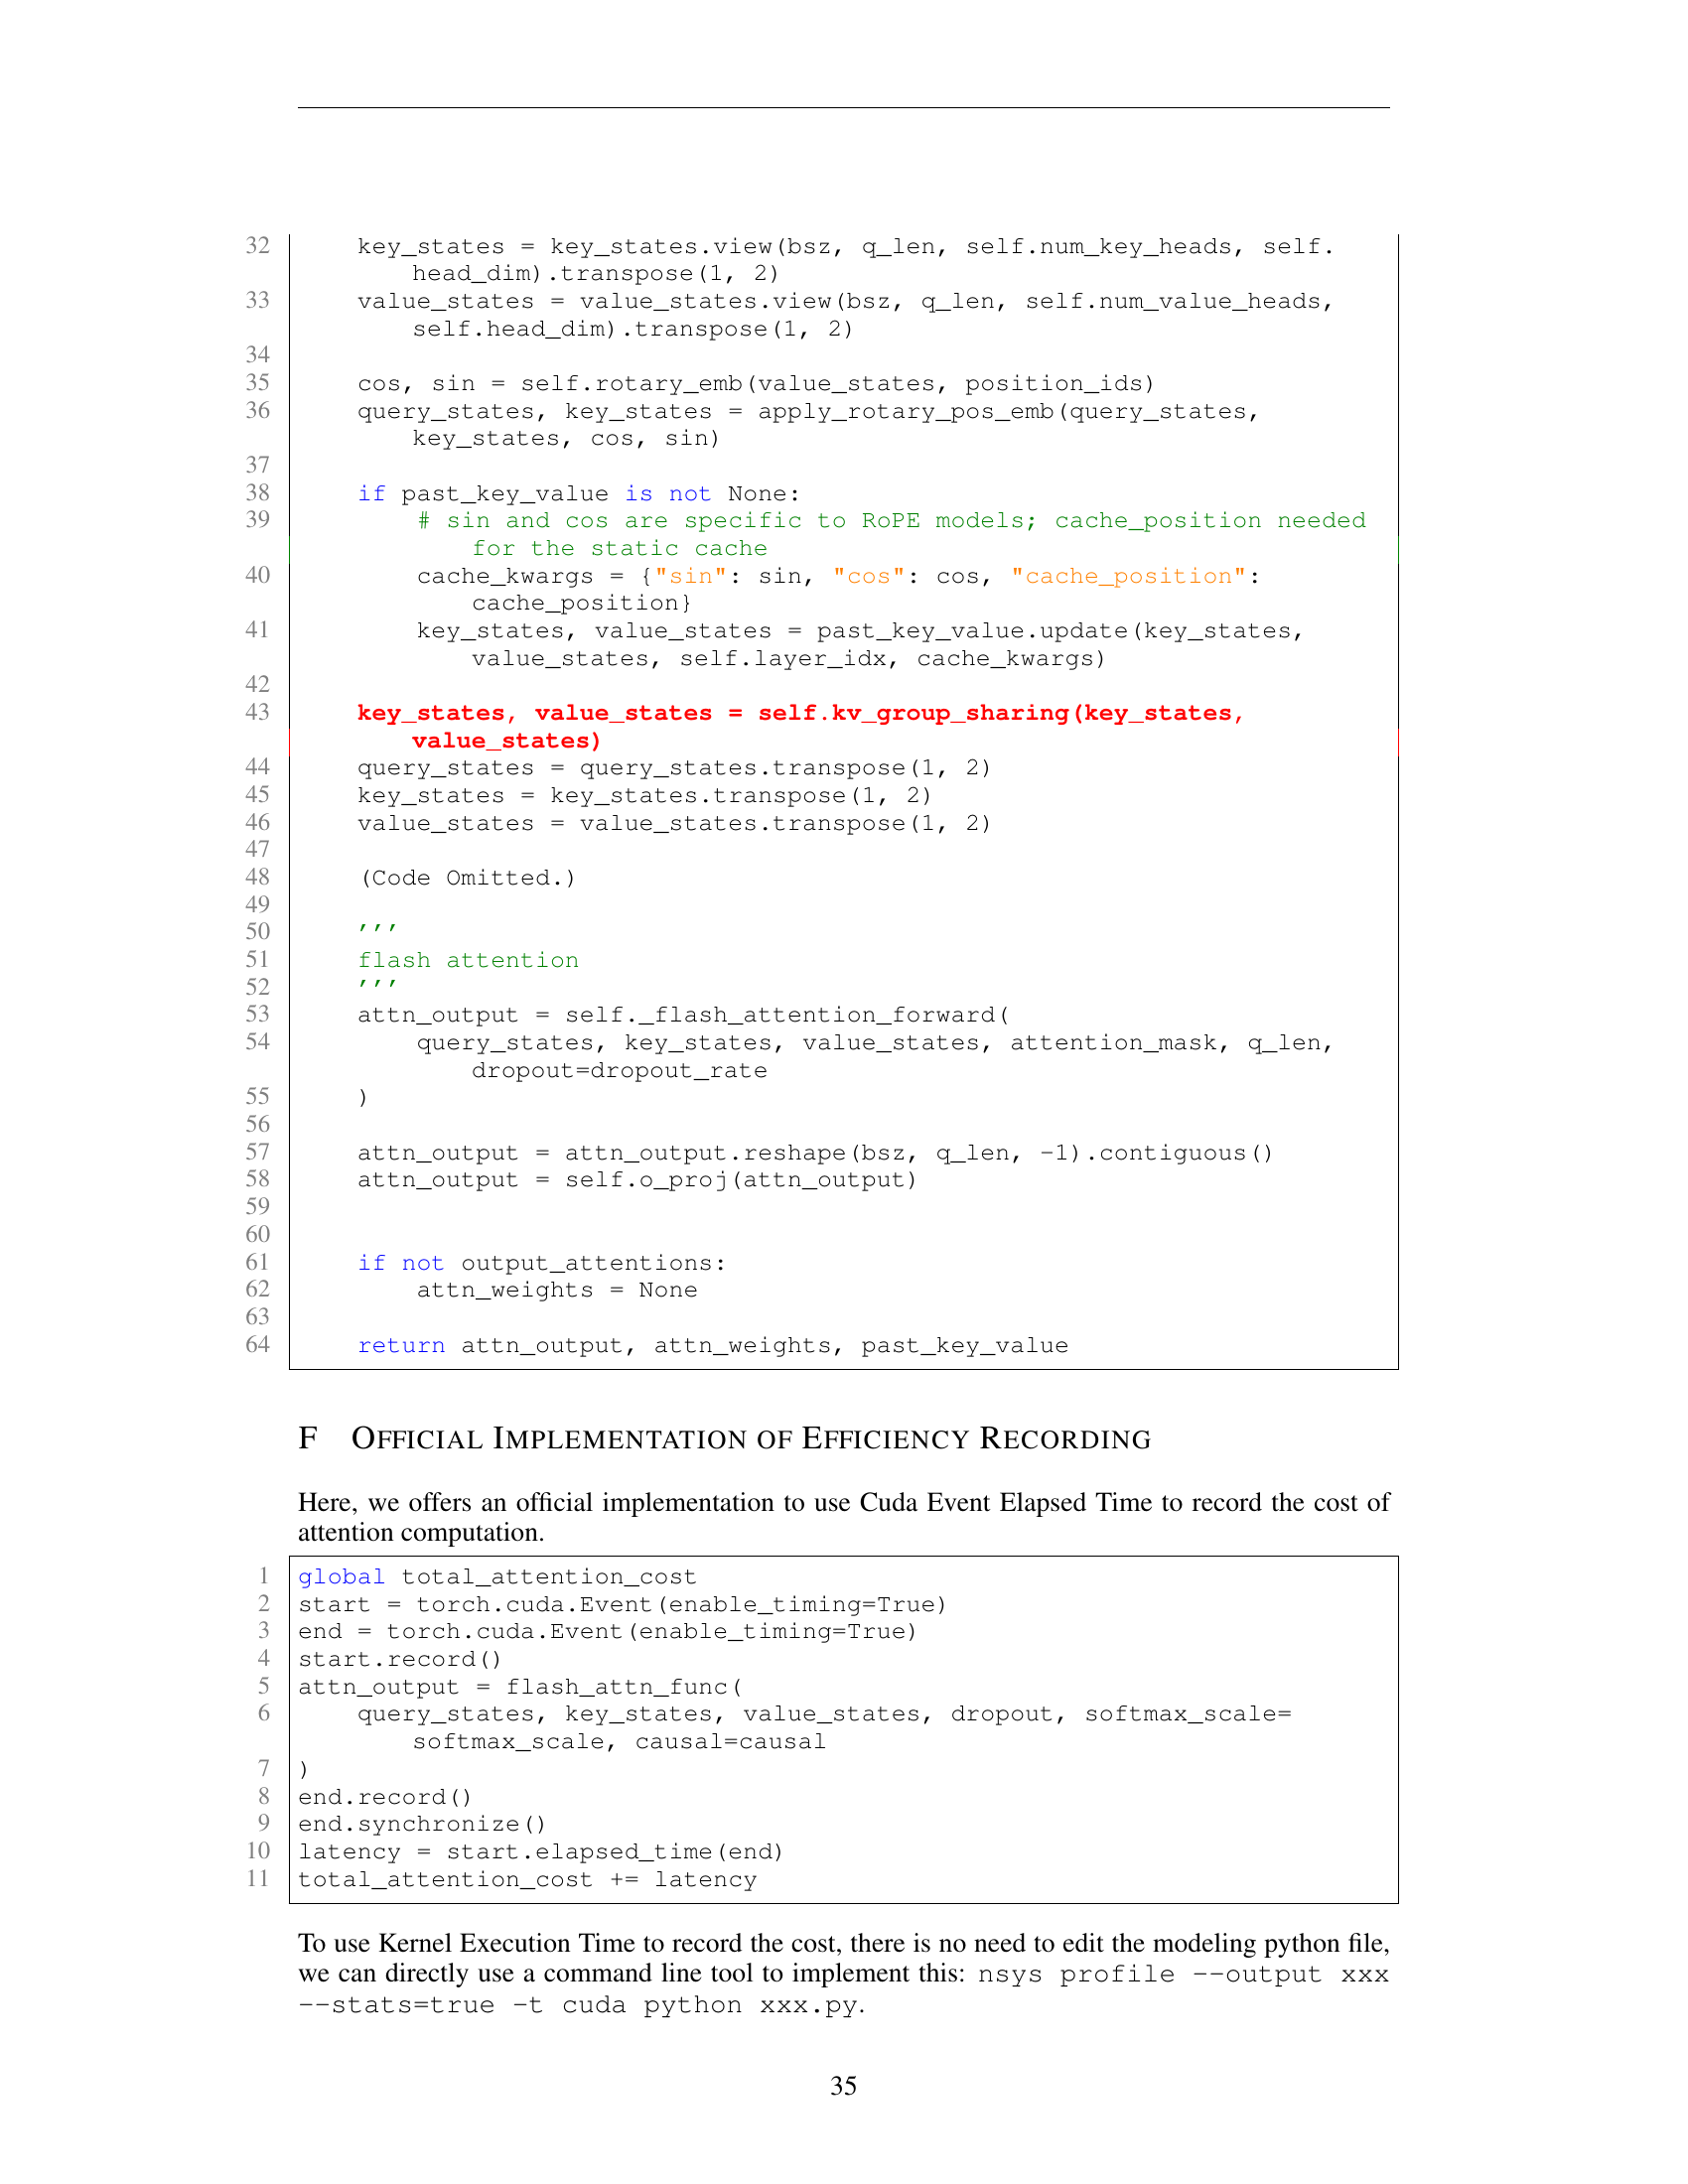 32 key_states = key_states.view(bsz, q_len, self.num_key_heads, self.
head_dim).transpose(1, 2)
33 value_states = value_states.view(bsz, q_len, self.num_value_heads,
self.head_dim).transpose(1, 2)
34
35 cos, sin = self.rotary_emb(value_states, position_ids)
36 query_states, key_states = apply_rotary_pos_emb(query_states,
key_states, cos, sin)
37
38 if past_key_value is not None:
39 # sin and cos are specific to RoPE models; cache_position needed
for the static cache
40 cache_kwargs = {"sin": sin, "cos": cos, "cache_position":
cache_position}
41 key_states, value_states = past_key_value.update(key_states,
value_states, self.layer_idx, cache_kwargs)
42
43 key_states, value_states = self.kv_group_sharing(key_states,
value_states)
44 query_states = query_states.transpose(1, 2)
45 key_states = key_states.transpose(1, 2)
46 value_states = value_states.transpose(1, 2)
47
48 (Code Omitted.)
49
50 '''
51 flash attention
52 '''
53 attn_output = self._flash_attention_forward(
54 query_states, key_states, value_states, attention_mask, q_len,
dropout=dropout_rate
55 )
56
57 attn_output = attn_output.reshape(bsz, q_len, -1).contiguous()
58 attn_output = self.o_proj(attn_output)
59
60
61 if not output_attentions:
62 attn_weights = None
63
64 return attn_output, attn_weights, past_key_value
F OFFICIAL IMPLEMENTATION OF EFFICIENCY RECORDING
Here, we offers an official implementation to use Cuda Event Elapsed Time to record the cost of
attention computation.
1 global total_attention_cost
2 start = torch.cuda.Event(enable_timing=True)
3 end = torch.cuda.Event(enable_timing=True)
4 start.record()
5 attn_output = flash_attn_func(
6 query_states, key_states, value_states, dropout, softmax_scale=
softmax_scale, causal=causal
7 )
8 end.record()
9 end.synchronize()
10 latency = start.elapsed_time(end)
11 total_attention_cost += latency
To use Kernel Execution Time to record the cost, there is no need to edit the modeling python file,
we can directly use a command line tool to implement this: nsys profile --output xxx
--stats=true -t cuda python xxx.py.
35